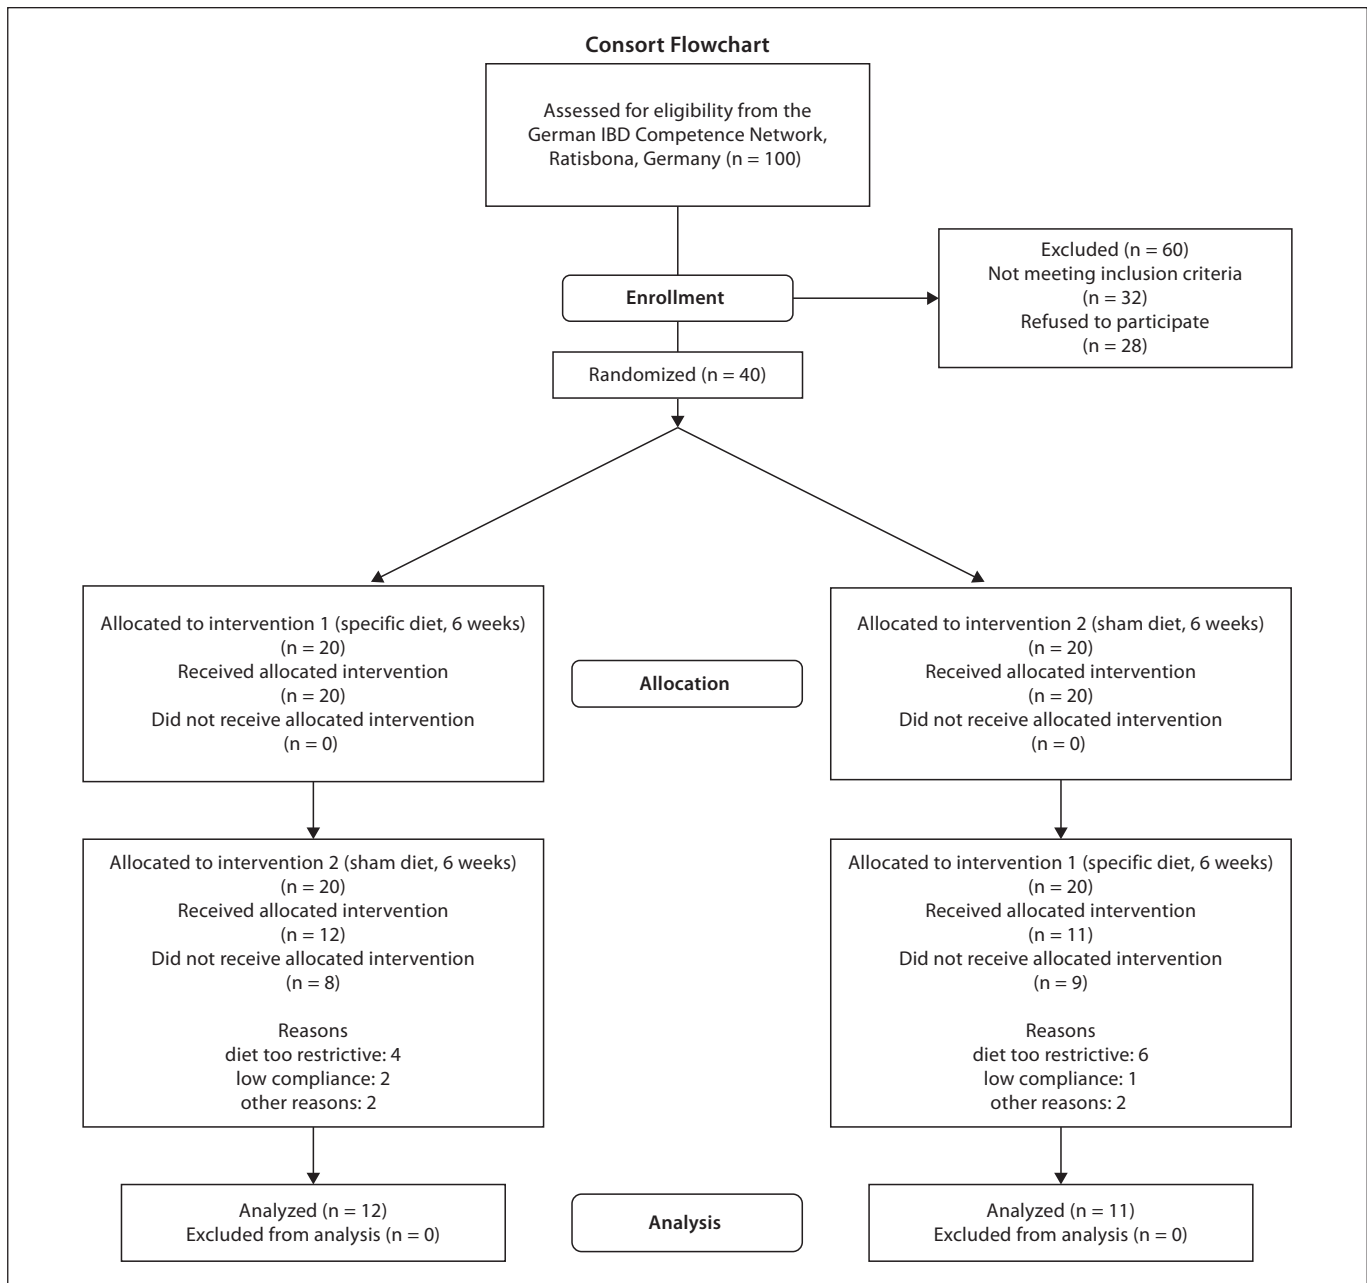 Consort Flowchart
Assessed for eligibility from the
German IBD Competence Network,
Ratisbona, Germany (n = 100)
Excluded (n = 60)
Not meeting inclusion criteria
(n = 32)
Refused to participate
(n = 28)
Enrollment
Randomized (n = 40)
Allocated to intervention 1 (specific diet, 6 weeks)
(n = 20)
Received allocated intervention
(n = 20)
Did not receive allocated intervention
(n = 0)
Allocation
Allocated to intervention 2 (sham diet, 6 weeks)
(n = 20)
Received allocated intervention
(n = 20)
Did not receive allocated intervention
(n = 0)
Allocated to intervention 2 (sham diet, 6 weeks)
(n = 20)
Received allocated intervention
(n = 12)
Did not receive allocated intervention
(n = 8)
Reasons
diet too restrictive: 4
low compliance: 2
other reasons: 2
Allocated to intervention 1 (specific diet, 6 weeks)
(n = 20)
Received allocated intervention
(n = 11)
Did not receive allocated intervention
(n = 9)
Reasons
diet too restrictive: 6
low compliance: 1
other reasons: 2
Analyzed (n = 12)
Excluded from analysis (n = 0)
Analysis
Analyzed (n = 11)
Excluded from analysis (n = 0)